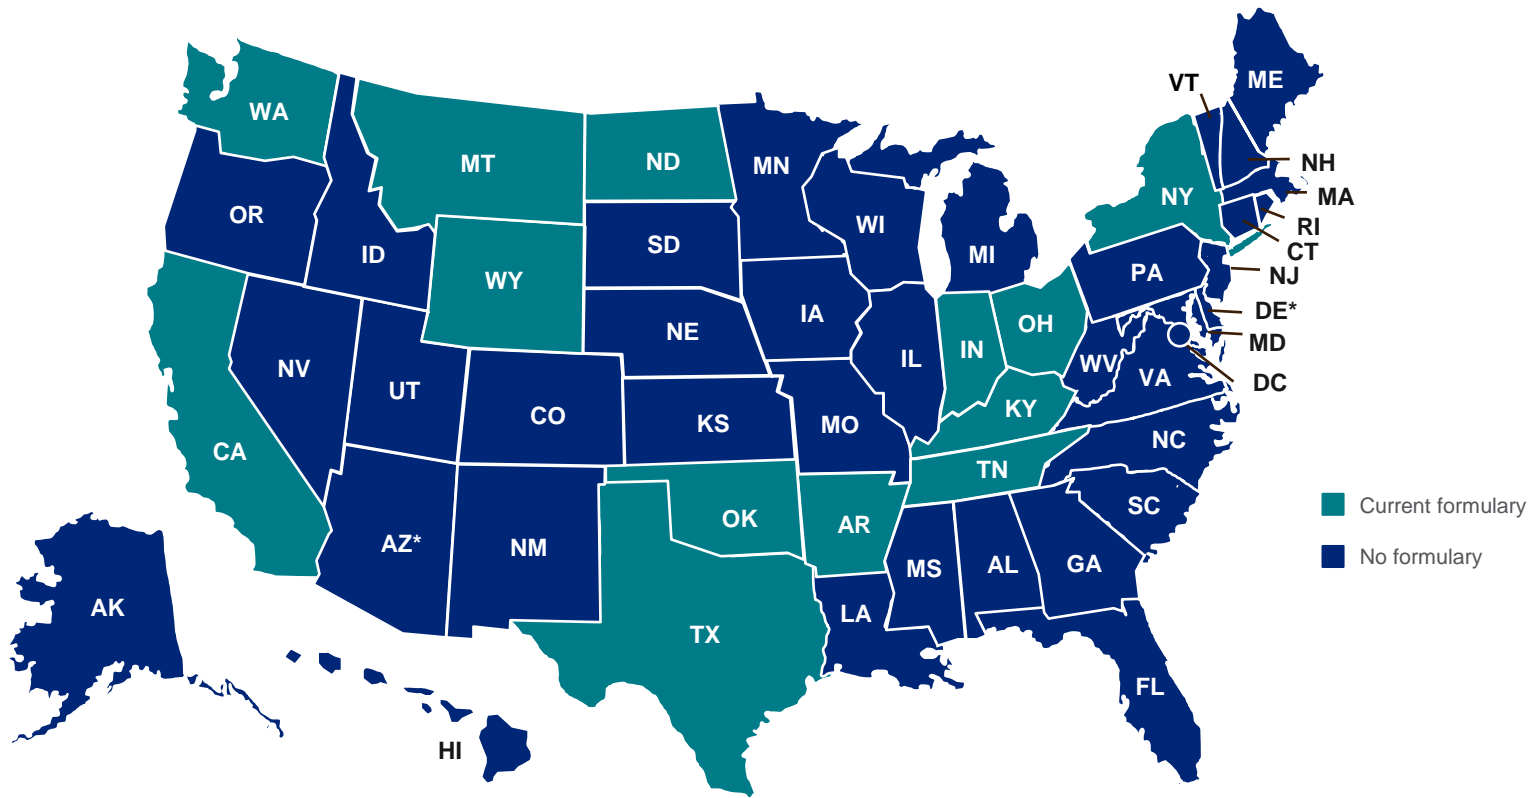 ME
VT
WA
MT
ND
MN
NH
NY
MA
OR
WI
RI
SD
ID
MI
CT
PA
NJ
WY
DE*
IA
OH
NE
MD
IN
IL
NV
WV
VA
DC
UT
KY
CO
KS
MO
NC
CA
TN
SC
Current formulary
OK
AR
AZ*
NM
No formulary
MS
AL
GA
AK
LA
TX
FL
HI